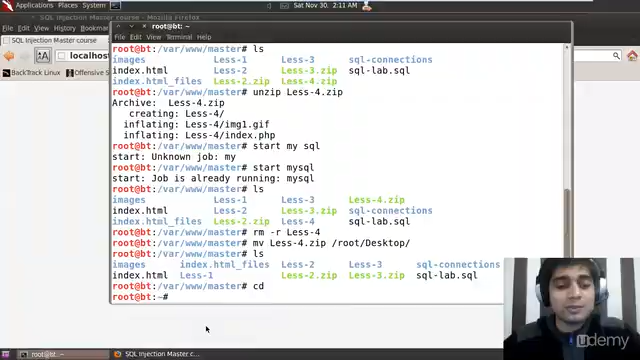 Applications Places System
Sat Nov 30, 2:11 AM
SQL Injection Master course - Mozilla Firefox
root@bt: ~
File Edit View History Bookmarks
File Edit View Terminal Help
localhost
BackTrack Linux
Offensive S
root@bt:/var/www/master# ls
images Less-1 Less-3 sql-connections
index.html Less-2 Less-3.zip sql-lab.sql
index.html_files Less-2.zip Less-4.zip
root@bt:/var/www/master# unzip Less-4.zip
Archive: Less-4.zip
creating: Less-4/
inflating: Less-4/img1.gif
inflating: Less-4/index.php
root@bt:/var/www/master# start my sql
start: Unknown job: my
root@bt:/var/www/master# start mysql
start: Job is already running: mysql
root@bt:/var/www/master# ls
images Less-1 Less-3 Less-4.zip
index.html Less-2 Less-3.zip sql-connections
index.html_files Less-2.zip Less-4 sql-lab.sql
root@bt:/var/www/master# rm -r Less-4
root@bt:/var/www/master# mv Less-4.zip /root/Desktop/
root@bt:/var/www/master# ls
images index.html_files Less-2 Less-3 sql-connections
index.html Less-1 Less-2.zip Less-3.zip sql-lab.sql
root@bt:/var/www/master# cd
root@bt:~#
udemy
root@bt: ~
SQL Injection Master c...